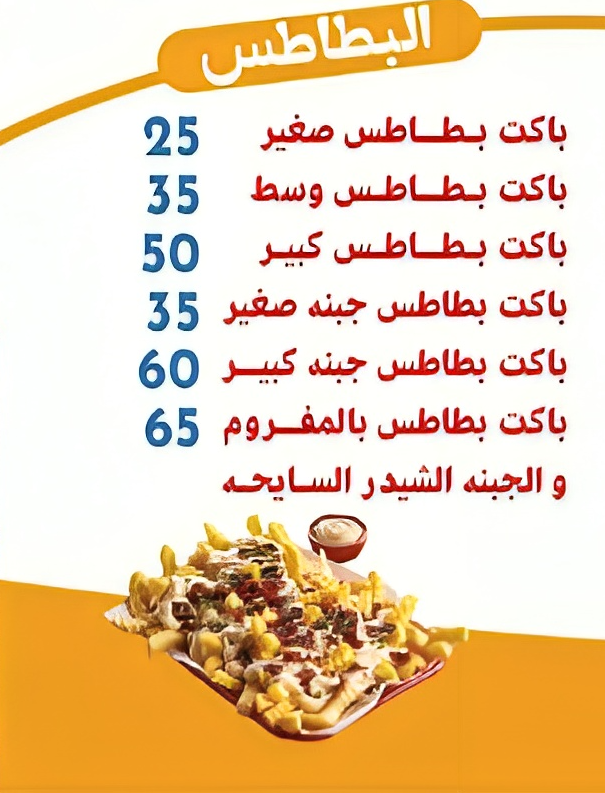 البطاطس
باكت بطاطس صغير 25
باكت بطاطس وسط 35
باكت بطاطس كبير 50
باكت بطاطس جبنه صغير 35
باكت بطاطس جبنه كبير 60
باكت بطاطس بالمفروم 65
و الجبنه الشيدر السايحه